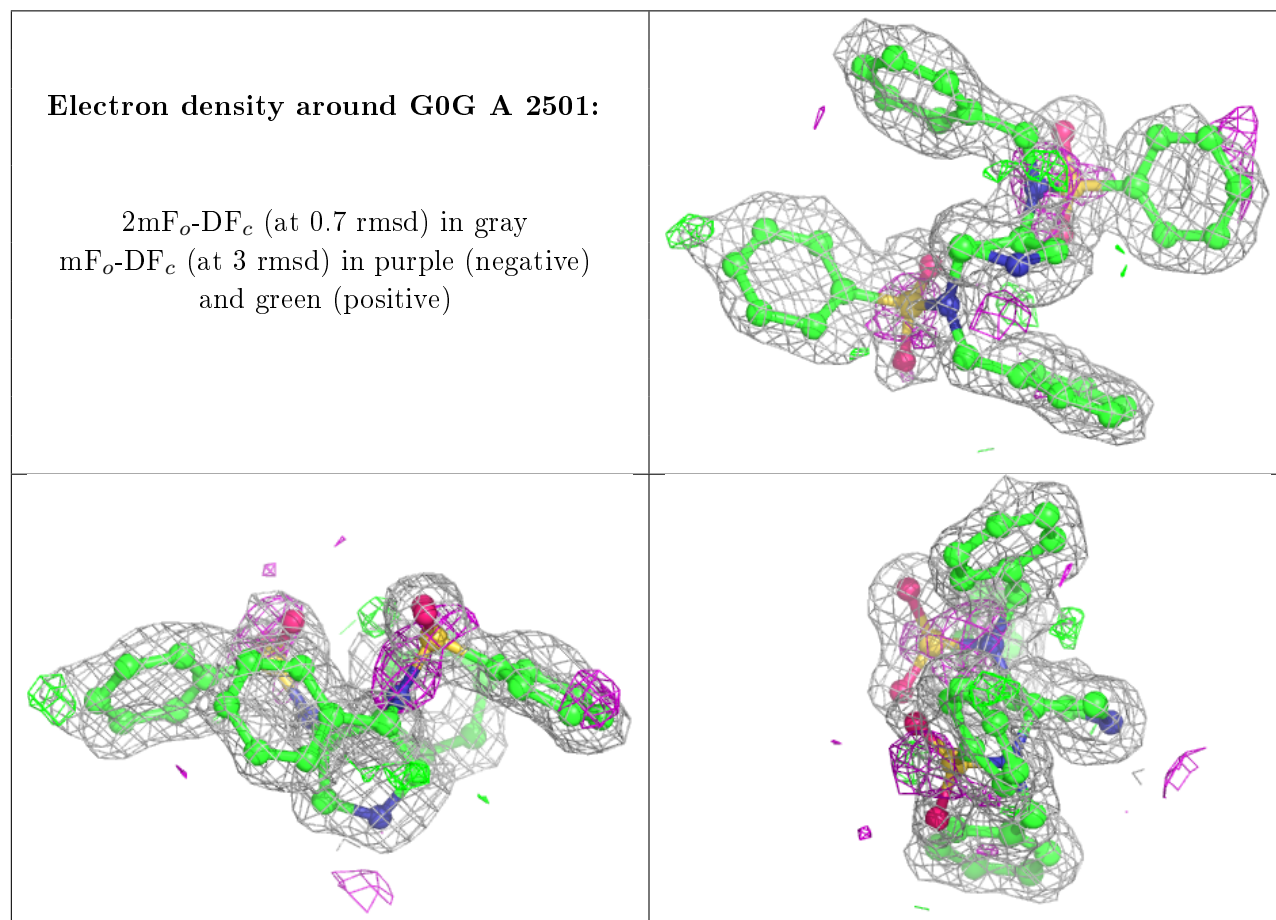 Electron density around G0G A 2501:
2mFₒ-DF𝒸 (at 0.7 rmsd) in gray
mFₒ-DF𝒸 (at 3 rmsd) in purple (negative)
and green (positive)